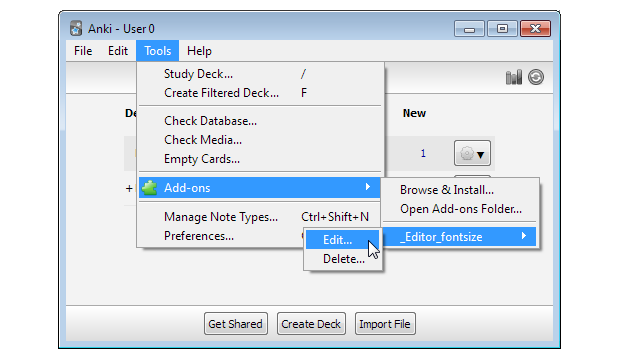 Anki - User 0
File Edit Tools Help
Study Deck... /
Create Filtered Deck... F
De
New
Check Database...
Check Media...
1
Empty Cards...
Add-ons
Browse & Install...
Open Add-ons Folder...
Manage Note Types... Ctrl+Shift+N
Preferences...
_Editor_fontsize
Edit...
Delete...
Get Shared Create Deck Import File